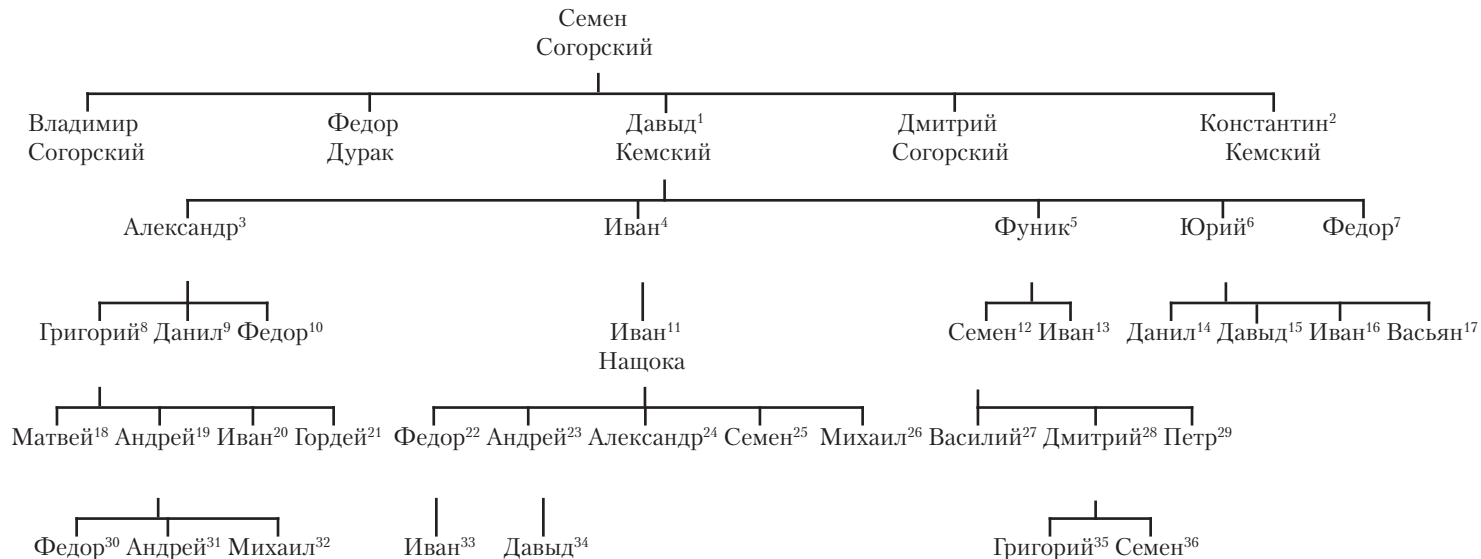 Семен
Согорский
Владимир Федор Давыд¹ Дмитрий Константин²
Согорский Дурак Кемский Согорский Кемский
Александр³ Иван⁴ Фуник⁵ Юрий⁶ Федор⁷
Григорий⁸ Данил⁹ Федор¹⁰ Иван¹¹ Семен¹² Иван¹³ Данил¹⁴ Давыд¹⁵ Иван¹⁶ Васьян¹⁷
Нащока
Матвей¹⁸ Андрей¹⁹ Иван²⁰ Гордей²¹ Федор²² Андрей²³ Александр²⁴ Семен²⁵ Михаил²⁶ Василий²⁷ Дмитрий²⁸ Петр²⁹
Федор³⁰ Андрей³¹ Михаил³² Иван³³ Давыд³⁴ Григорий³⁵ Семен³⁶